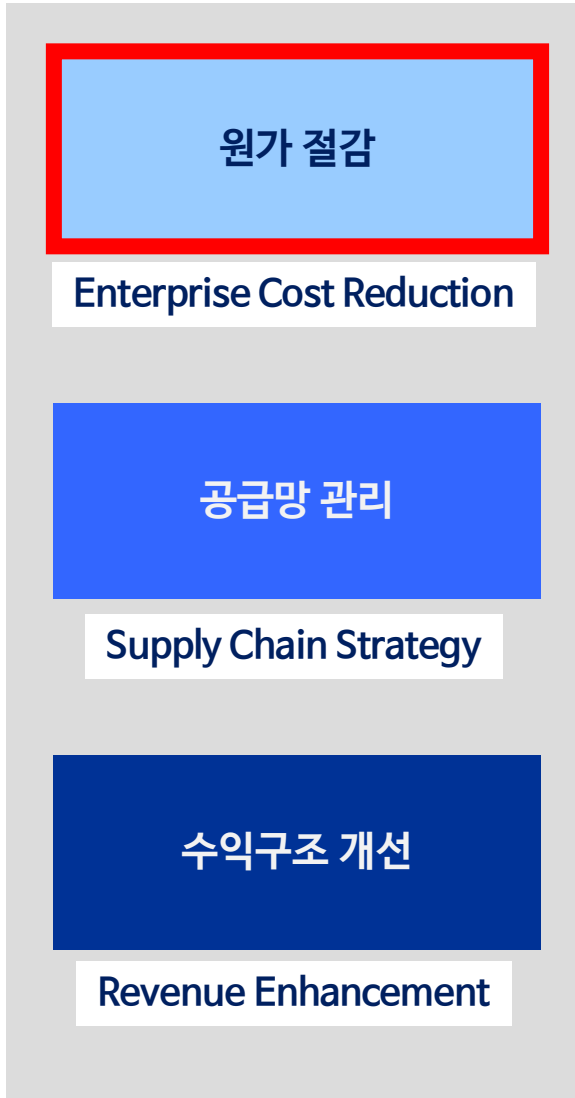 원가 절감
Enterprise Cost Reduction
공급망 관리
Supply Chain Strategy
수익구조 개선
Revenue Enhancement